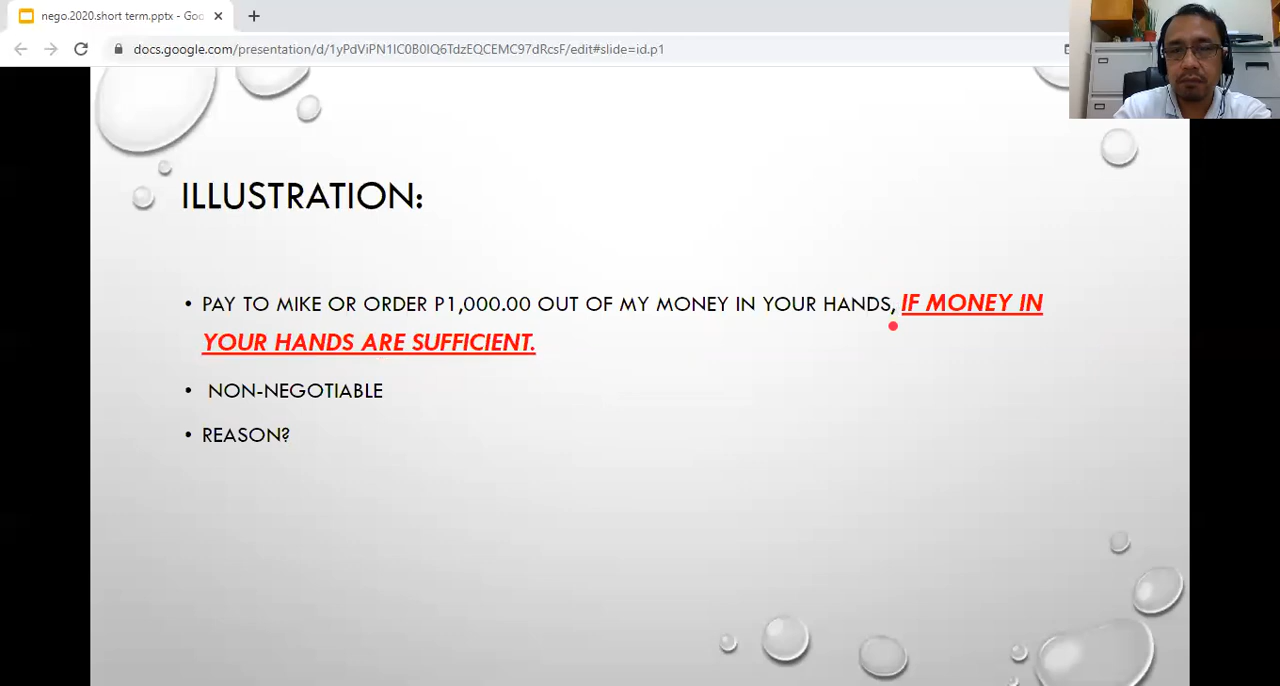 nego.2020.short term.pptx - Goo
docs.google.com/presentation/d/1yPdViPN1IC0B0IQ6TdzEQCEMC97dRcsF/edit#slide=id.p1
ILLUSTRATION:
• PAY TO MIKE OR ORDER P1,000.00 OUT OF MY MONEY IN YOUR HANDS, IF MONEY IN
YOUR HANDS ARE SUFFICIENT.
• NON-NEGOTIABLE
• REASON?